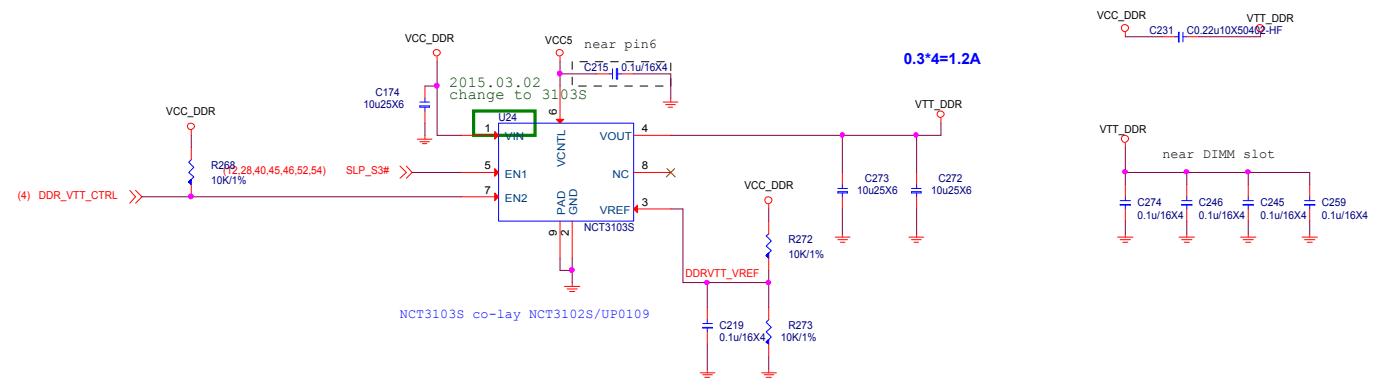 VCC_DDR
C231
C0.22u10X50402-HF
VTT_DDR
VCC_DDR
VCC5
near pin6
C215
0.1u/16X4
0.3*4=1.2A
2015.03.02
change to 3103S
C174
10u25X6
VTT_DDR
VCC_DDR
U24
6
1
VIN
VCNTL
VOUT
4
R268
10K/1%
(12,28,40,45,46,52,54)
SLP_S3#
5
EN1
NC
8
(4) DDR_VTT_CTRL
7
EN2
VREF
3
PAD
GND
NCT3103S
9
2
VCC_DDR
C273
10u25X6
C272
10u25X6
VTT_DDR
near DIMM slot
C274
0.1u/16X4
C246
0.1u/16X4
C245
0.1u/16X4
C259
0.1u/16X4
R272
10K/1%
DDRVTT_VREF
NCT3103S co-lay NCT3102S/UP0109
C219
0.1u/16X4
R273
10K/1%